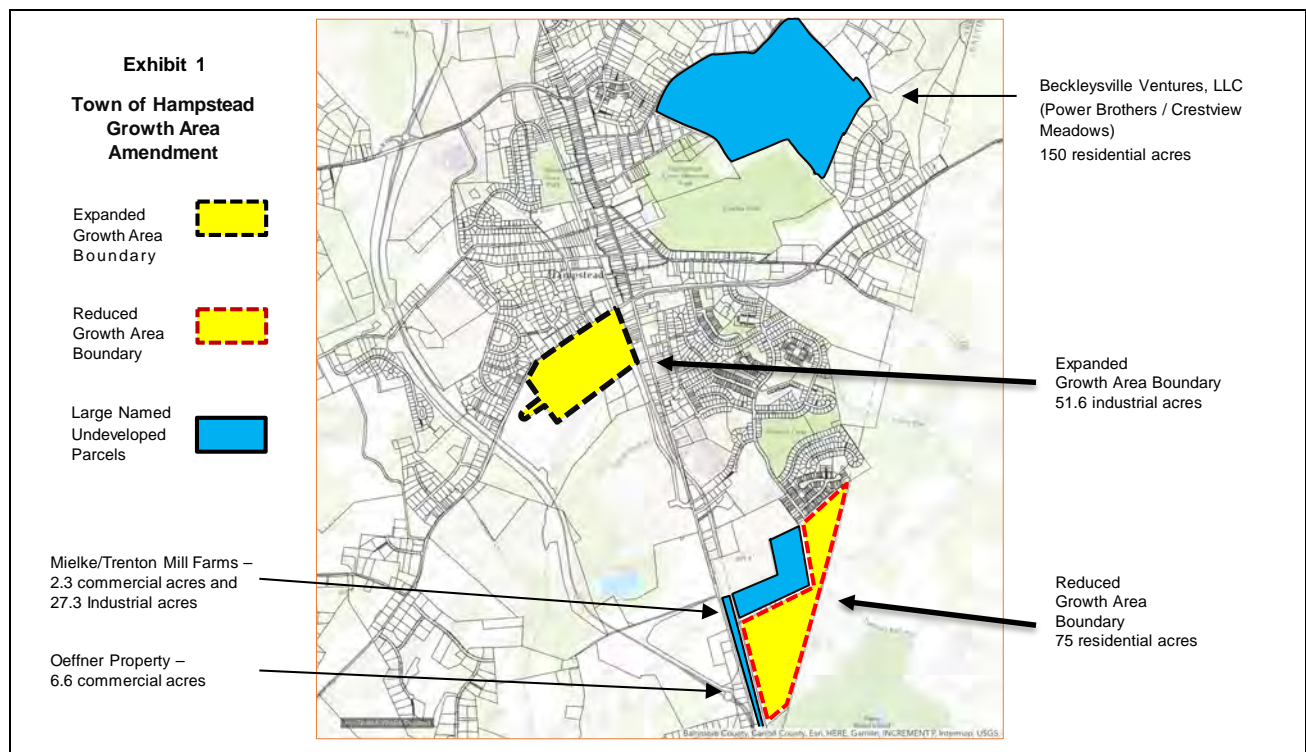 Exhibit 1
Town of Hampstead
Growth Area
Amendment
Expanded
Growth Area
Boundary
Reduced
Growth Area
Boundary
Large Named
Undeveloped
Parcels
Mielke/Trenton Mill Farms –
2.3 commercial acres and
27.3 Industrial acres
Oeffner Property –
6.6 commercial acres
Beckleysville Ventures, LLC
(Power Brothers / Crestview
Meadows)
150 residential acres
Expanded
Growth Area Boundary
51.6 industrial acres
Reduced
Growth Area
Boundary
75 residential acres
Hampstead
Baltimore County, Carroll County, Esri, HERE, Garmin, INCREMENT P, Intermap, USGS